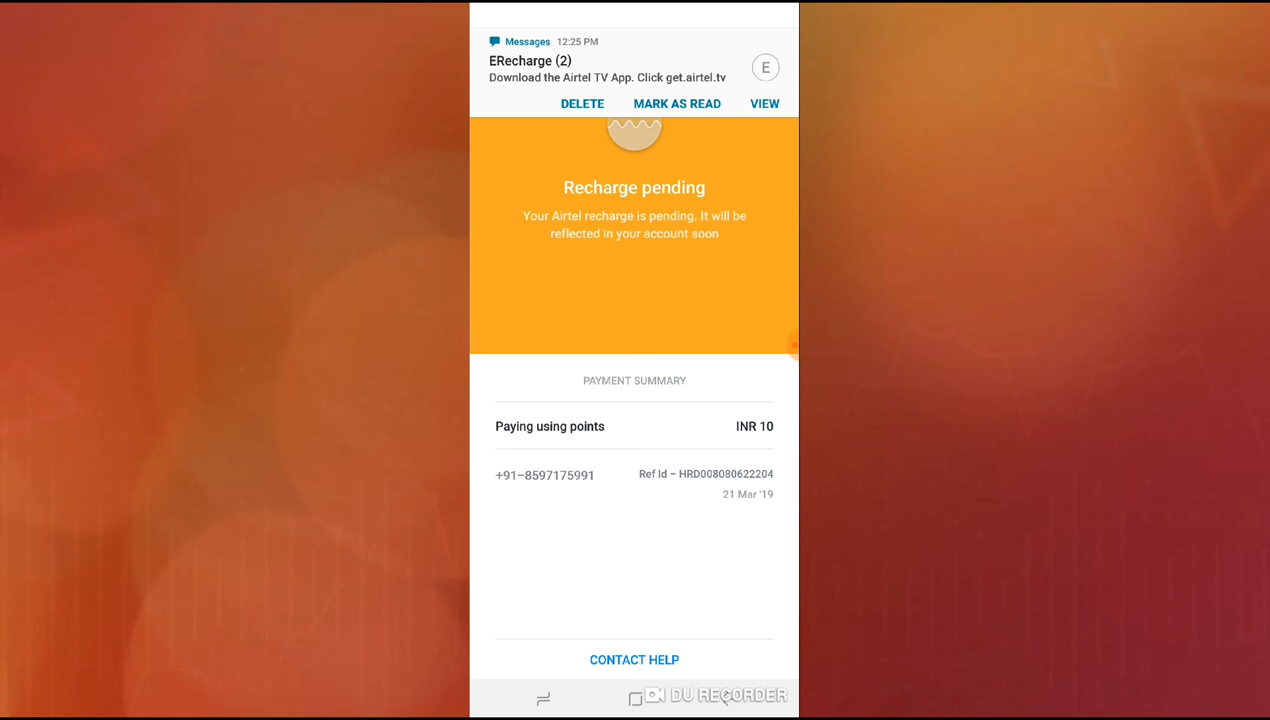 Messages 12:25 PM
ERecharge (2)
E
Download the Airtel TV App. Click get.airtel.tv
DELETE MARK AS READ VIEW
Recharge pending
Your Airtel recharge is pending. It will be
reflected in your account soon
PAYMENT SUMMARY
Paying using points INR 10
+91–8597175991 Ref Id – HRD008080622204
21 Mar '19
CONTACT HELP
DU RECORDER